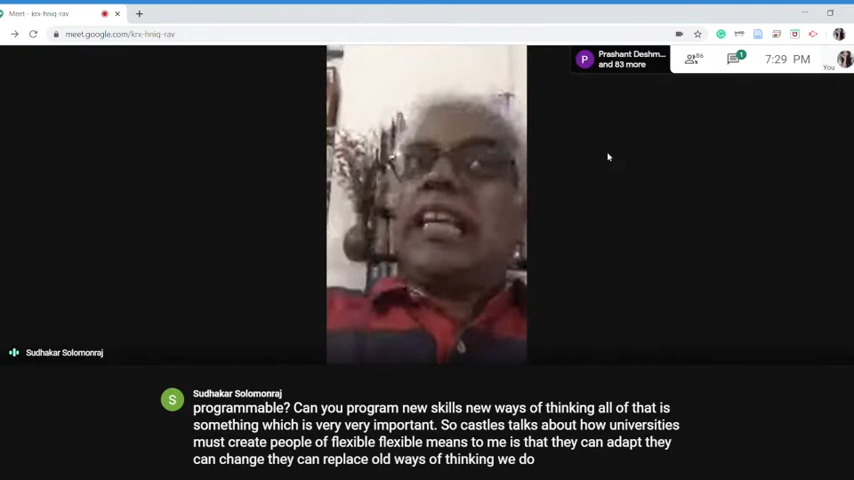 Meet - krx-hniq-rav
meet.google.com/krx-hniq-rav
P
Prashant Deshm...
and 83 more
86
1
7:29 PM
You
Sudhakar Solomonraj
S
Sudhakar Solomonraj
programmable? Can you program new skills new ways of thinking all of that is
something which is very very important. So castles talks about how universities
must create people of flexible flexible means to me is that they can adapt they
can change they can replace old ways of thinking we do